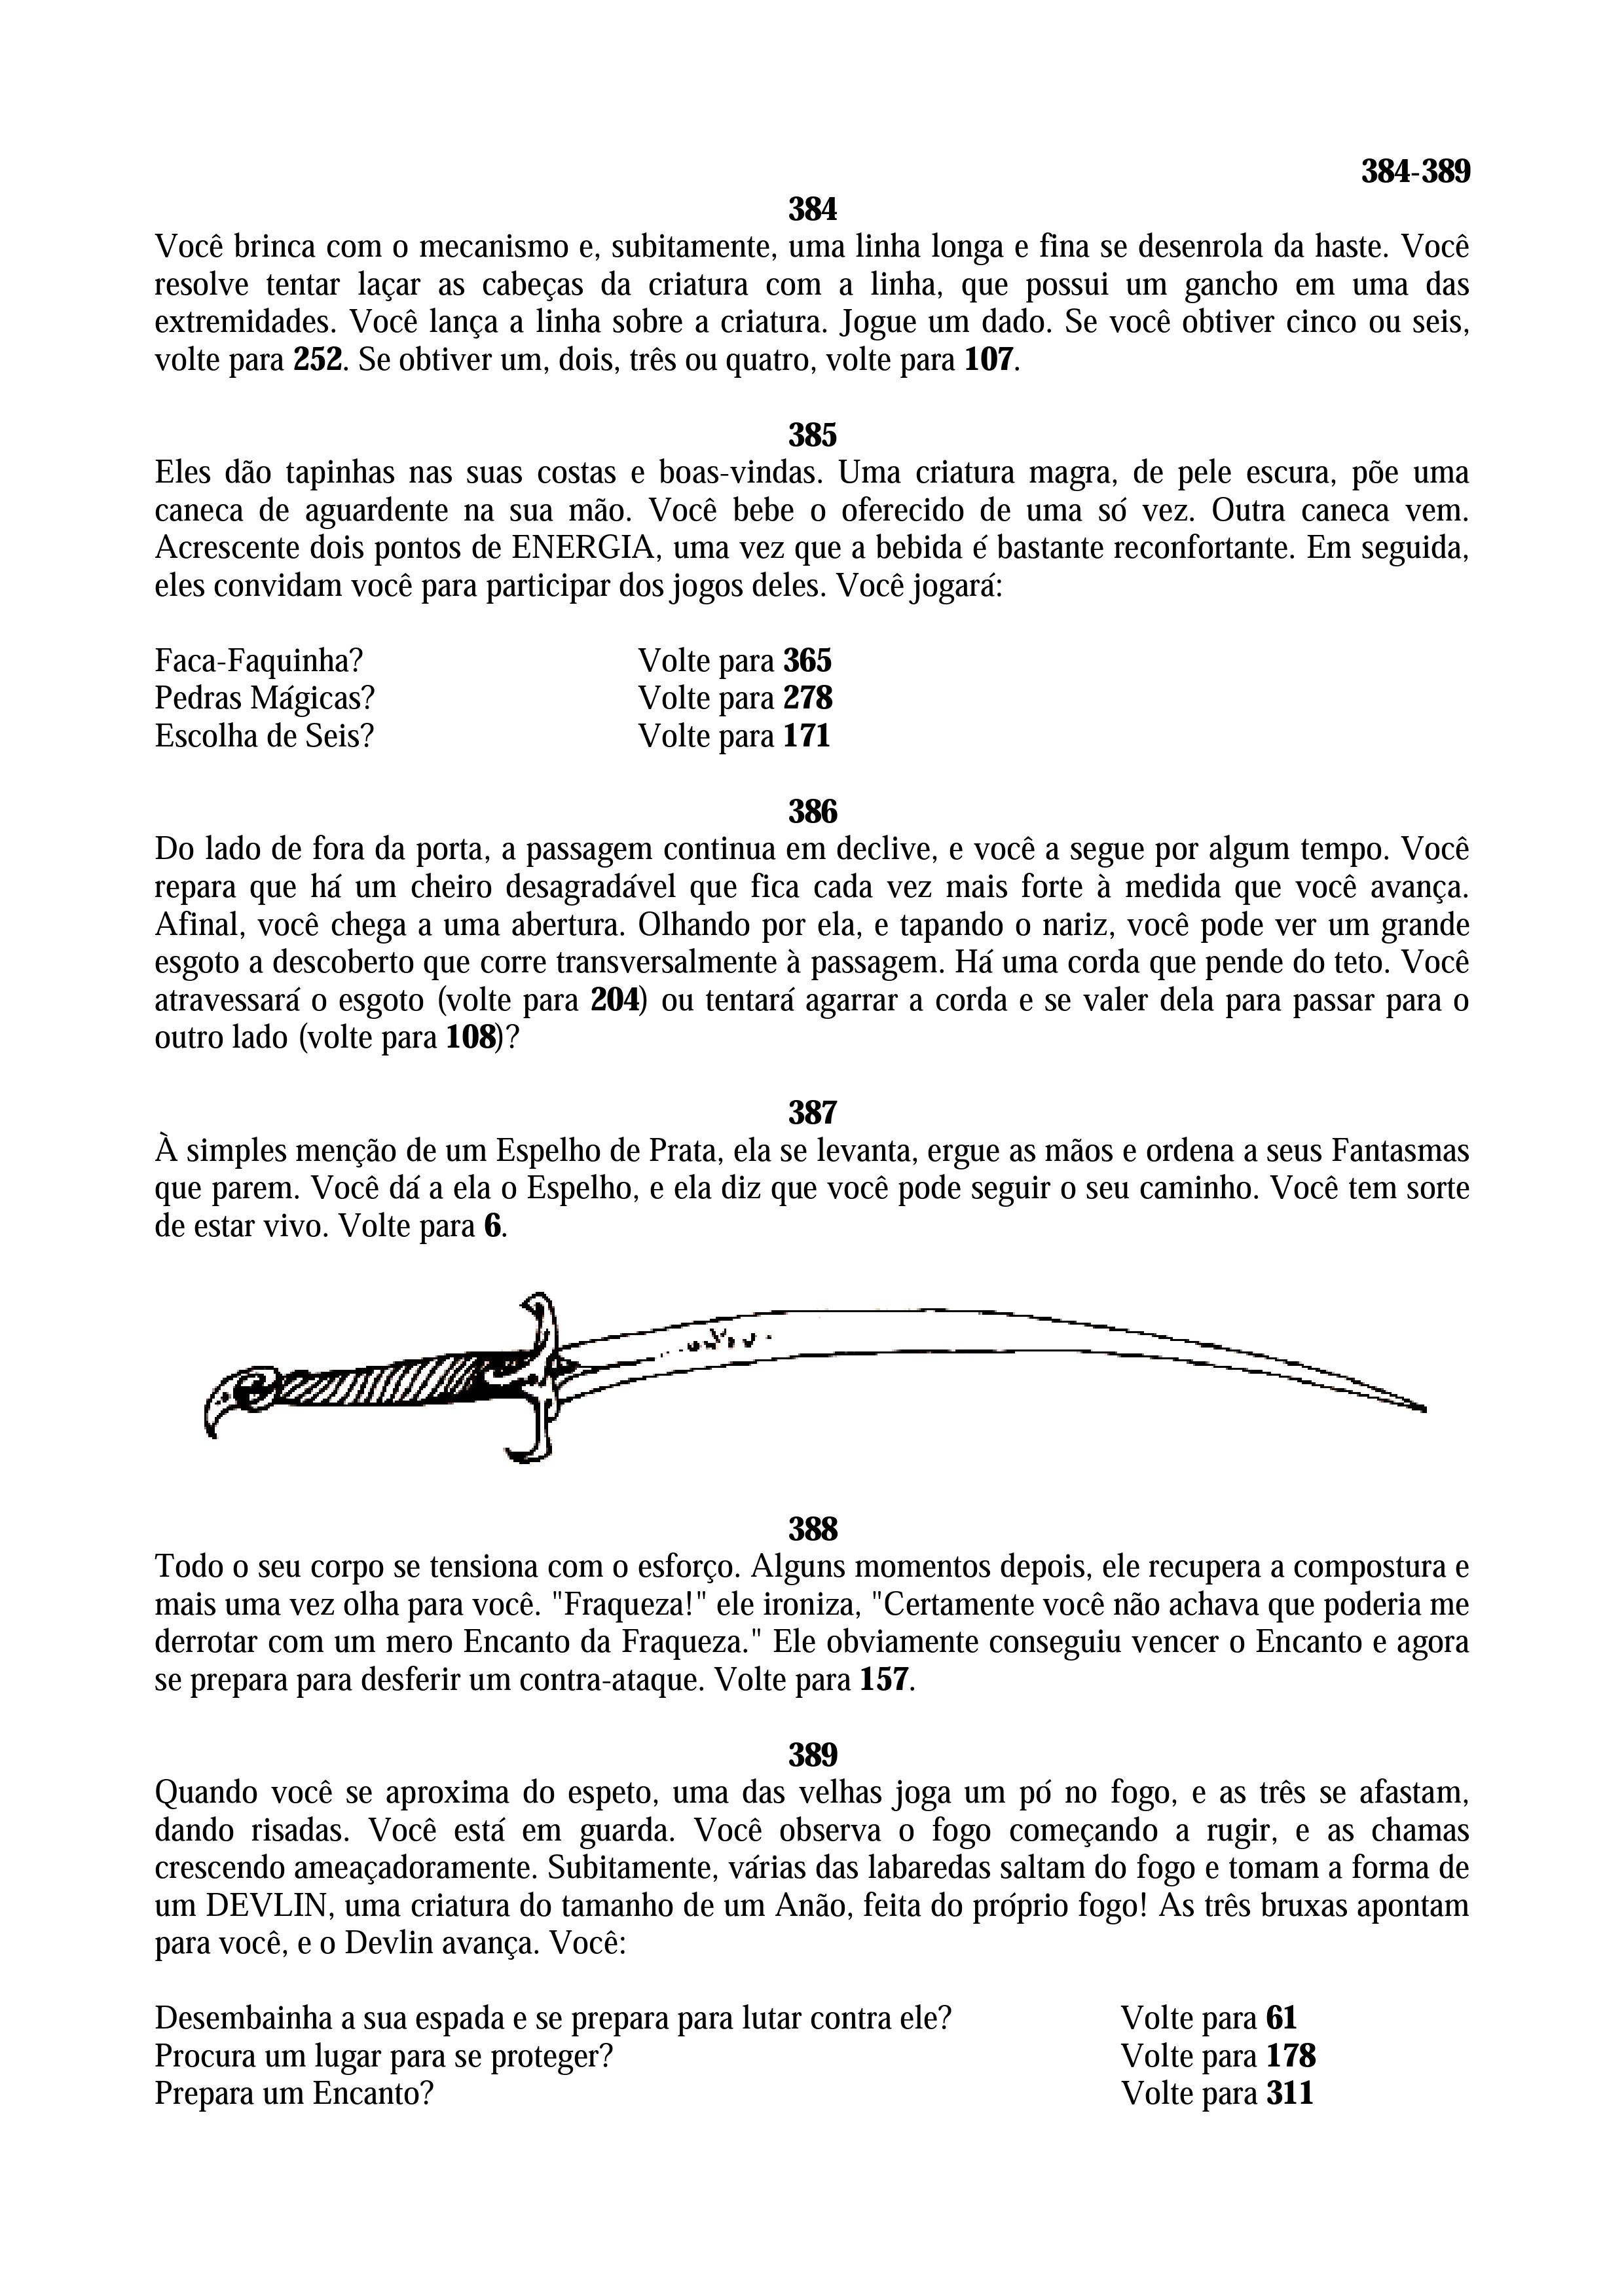 384-389
384
Você brinca com o mecanismo e, subitamente, uma linha longa e fina se desenrola da haste. Você
resolve tentar laçar as cabeças da criatura com a linha, que possui um gancho em uma das
extremidades. Você lança a linha sobre a criatura. Jogue um dado. Se você obtiver cinco ou seis,
volte para 252. Se obtiver um, dois, três ou quatro, volte para 107.
385
Eles dão tapinhas nas suas costas e boas-vindas. Uma criatura magra, de pele escura, põe uma
caneca de aguardente na sua mão. Você bebe o oferecido de uma só vez. Outra caneca vem.
Acrescente dois pontos de ENERGIA, uma vez que a bebida é bastante reconfortante. Em seguida,
eles convidam você para participar dos jogos deles. Você jogará:
Faca-Faquinha? Volte para 365
Pedras Mágicas? Volte para 278
Escolha de Seis? Volte para 171
386
Do lado de fora da porta, a passagem continua em declive, e você a segue por algum tempo. Você
repara que há um cheiro desagradável que fica cada vez mais forte à medida que você avança.
Afinal, você chega a uma abertura. Olhando por ela, e tapando o nariz, você pode ver um grande
esgoto a descoberto que corre transversalmente à passagem. Há uma corda que pende do teto. Você
atravessará o esgoto (volte para 204) ou tentará agarrar a corda e se valer dela para passar para o
outro lado (volte para 108)?
387
À simples menção de um Espelho de Prata, ela se levanta, ergue as mãos e ordena a seus Fantasmas
que parem. Você dá a ela o Espelho, e ela diz que você pode seguir o seu caminho. Você tem sorte
de estar vivo. Volte para 6.
388
Todo o seu corpo se tensiona com o esforço. Alguns momentos depois, ele recupera a compostura e
mais uma vez olha para você. "Fraqueza!" ele ironiza, "Certamente você não achava que poderia me
derrotar com um mero Encanto da Fraqueza." Ele obviamente conseguiu vencer o Encanto e agora
se prepara para desferir um contra-ataque. Volte para 157.
389
Quando você se aproxima do espeto, uma das velhas joga um pó no fogo, e as três se afastam,
dando risadas. Você está em guarda. Você observa o fogo começando a rugir, e as chamas
crescendo ameaçadoramente. Subitamente, várias das labaredas saltam do fogo e tomam a forma de
um DEVLIN, uma criatura do tamanho de um Anão, feita do próprio fogo! As três bruxas apontam
para você, e o Devlin avança. Você:
Desembainha a sua espada e se prepara para lutar contra ele? Volte para 61
Procura um lugar para se proteger? Volte para 178
Prepara um Encanto? Volte para 311